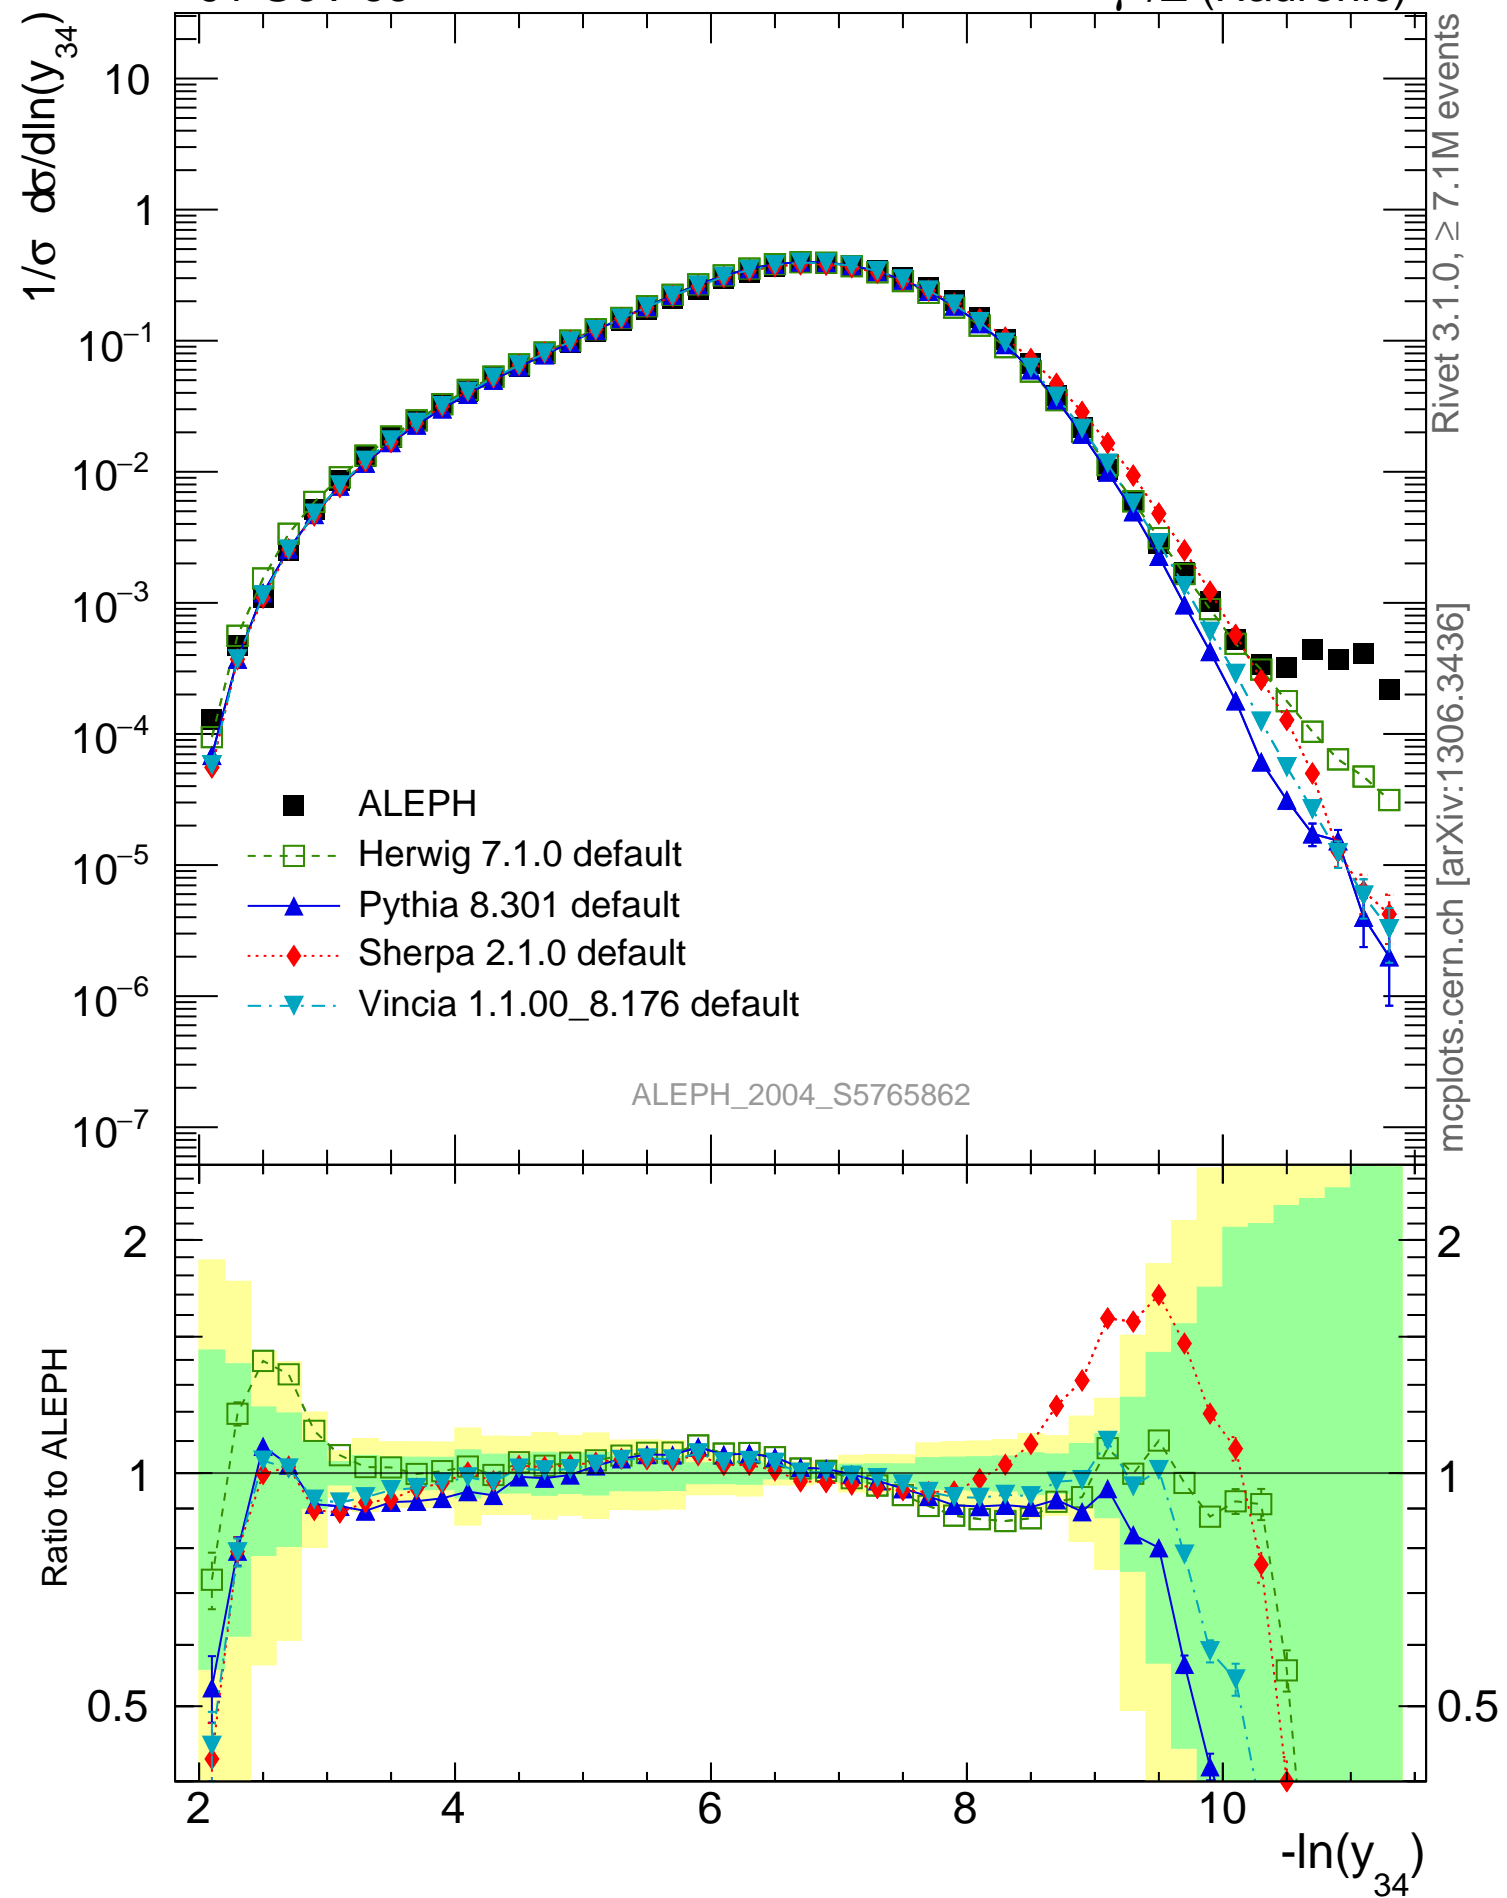 1/σ dσ/dln(y34)
10
1
10−1
10−2
10−3
10−4
10−5
10−6
10−7
ALEPH
Herwig 7.1.0 default
Pythia 8.301 default
Sherpa 2.1.0 default
Vincia 1.1.00_8.176 default
ALEPH_2004_S5765862
Rivet 3.1.0, ≥ 7.1M events
mcplots.cern.ch [arXiv:1306.3436]
Ratio to ALEPH
2
1
0.5
2
1
0.5
2 4 6 8 10
-ln(y34)